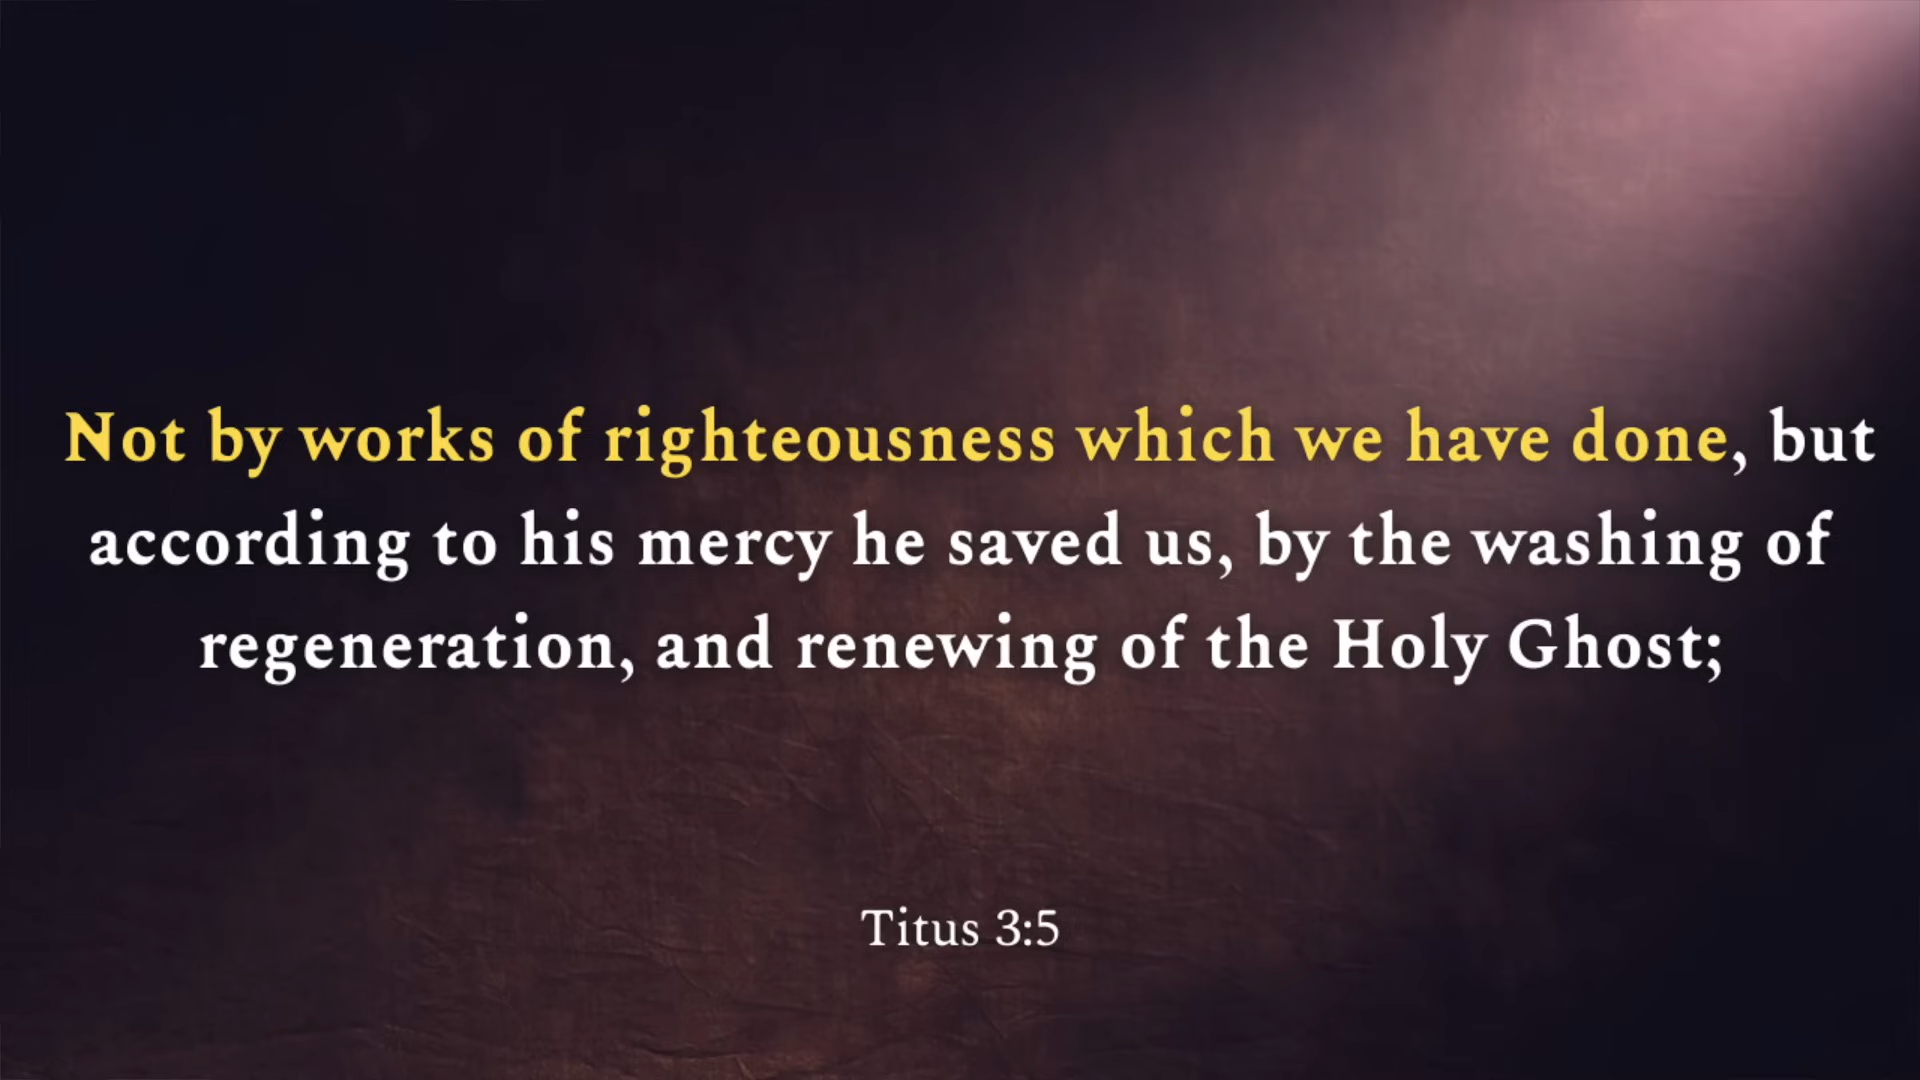 Not by works of righteousness which we have done, but
according to his mercy he saved us, by the washing of
regeneration, and renewing of the Holy Ghost;
Titus 3:5